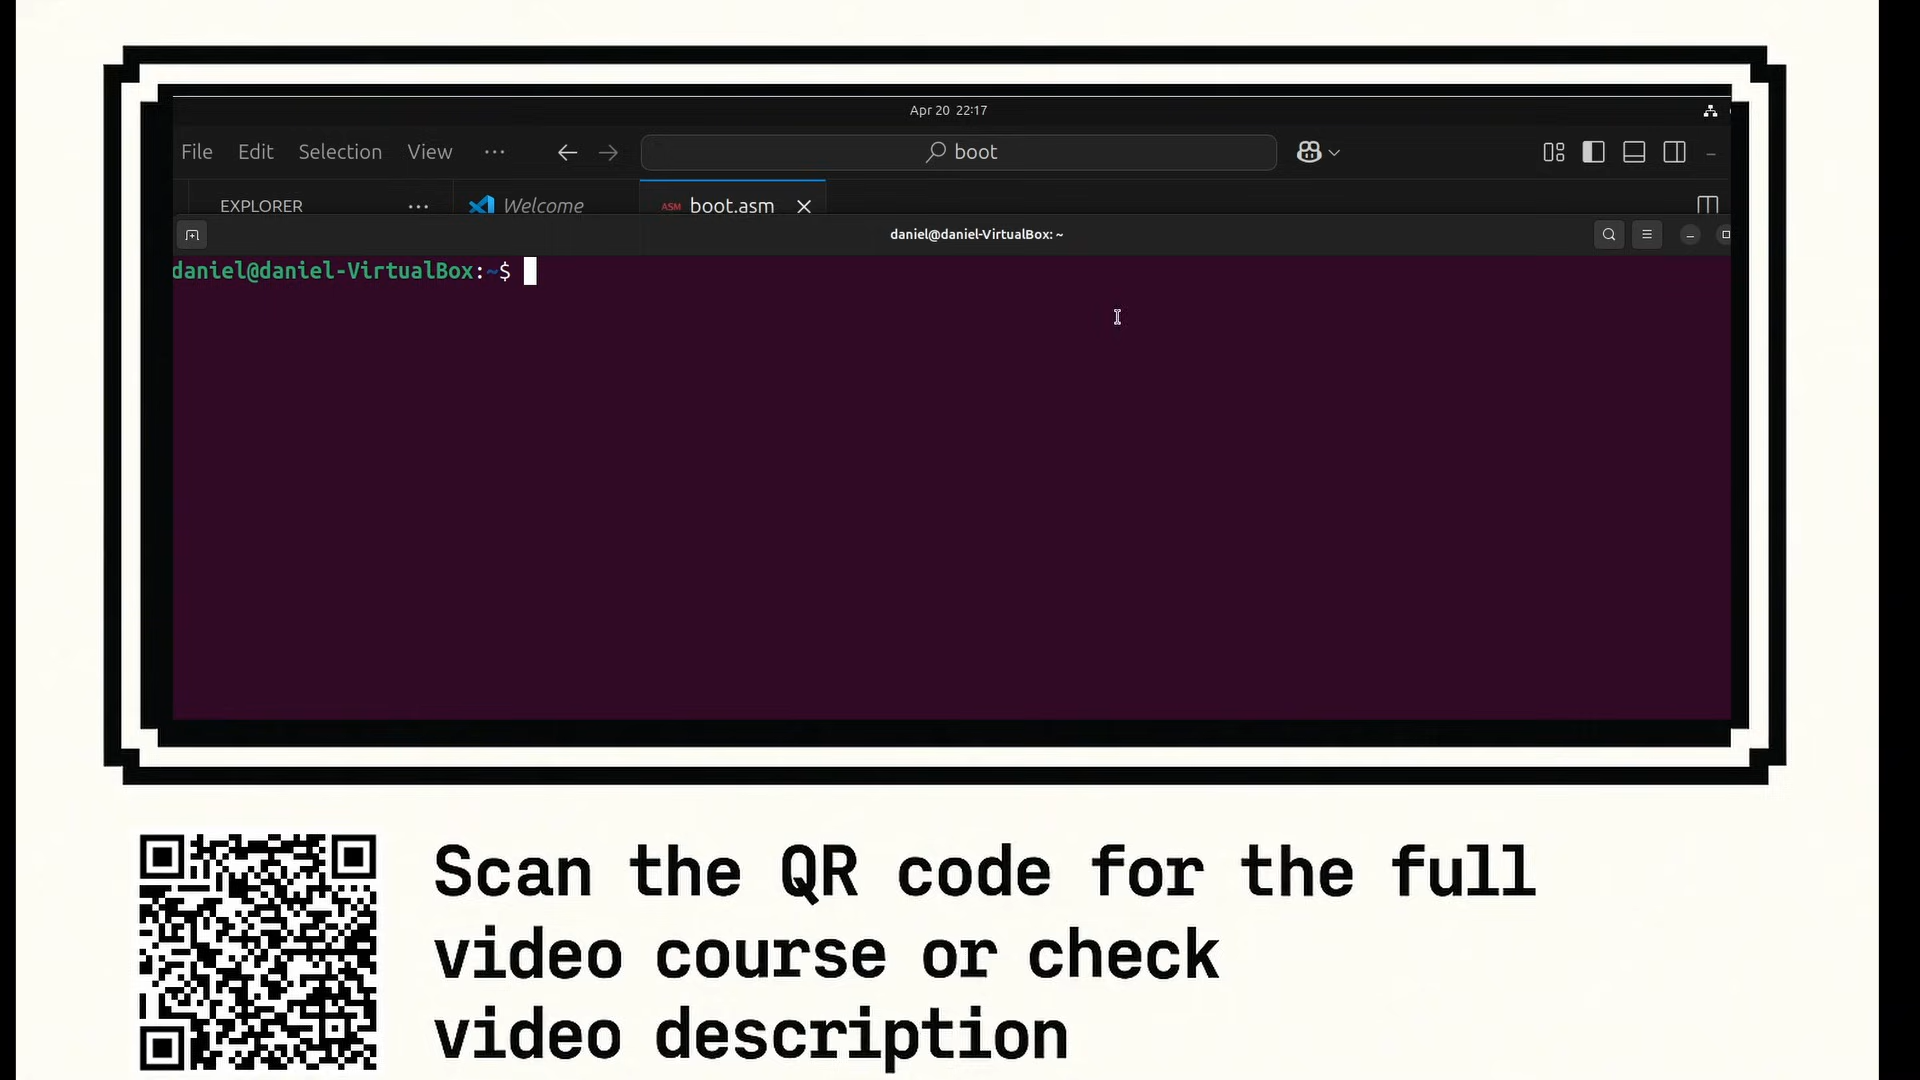 Apr 20 22:17
File Edit Selection View ··· boot
EXPLORER ··· Welcome ASM boot.asm
daniel@daniel-VirtualBox: ~
daniel@daniel-VirtualBox:~$
Scan the QR code for the full
video course or check
video description